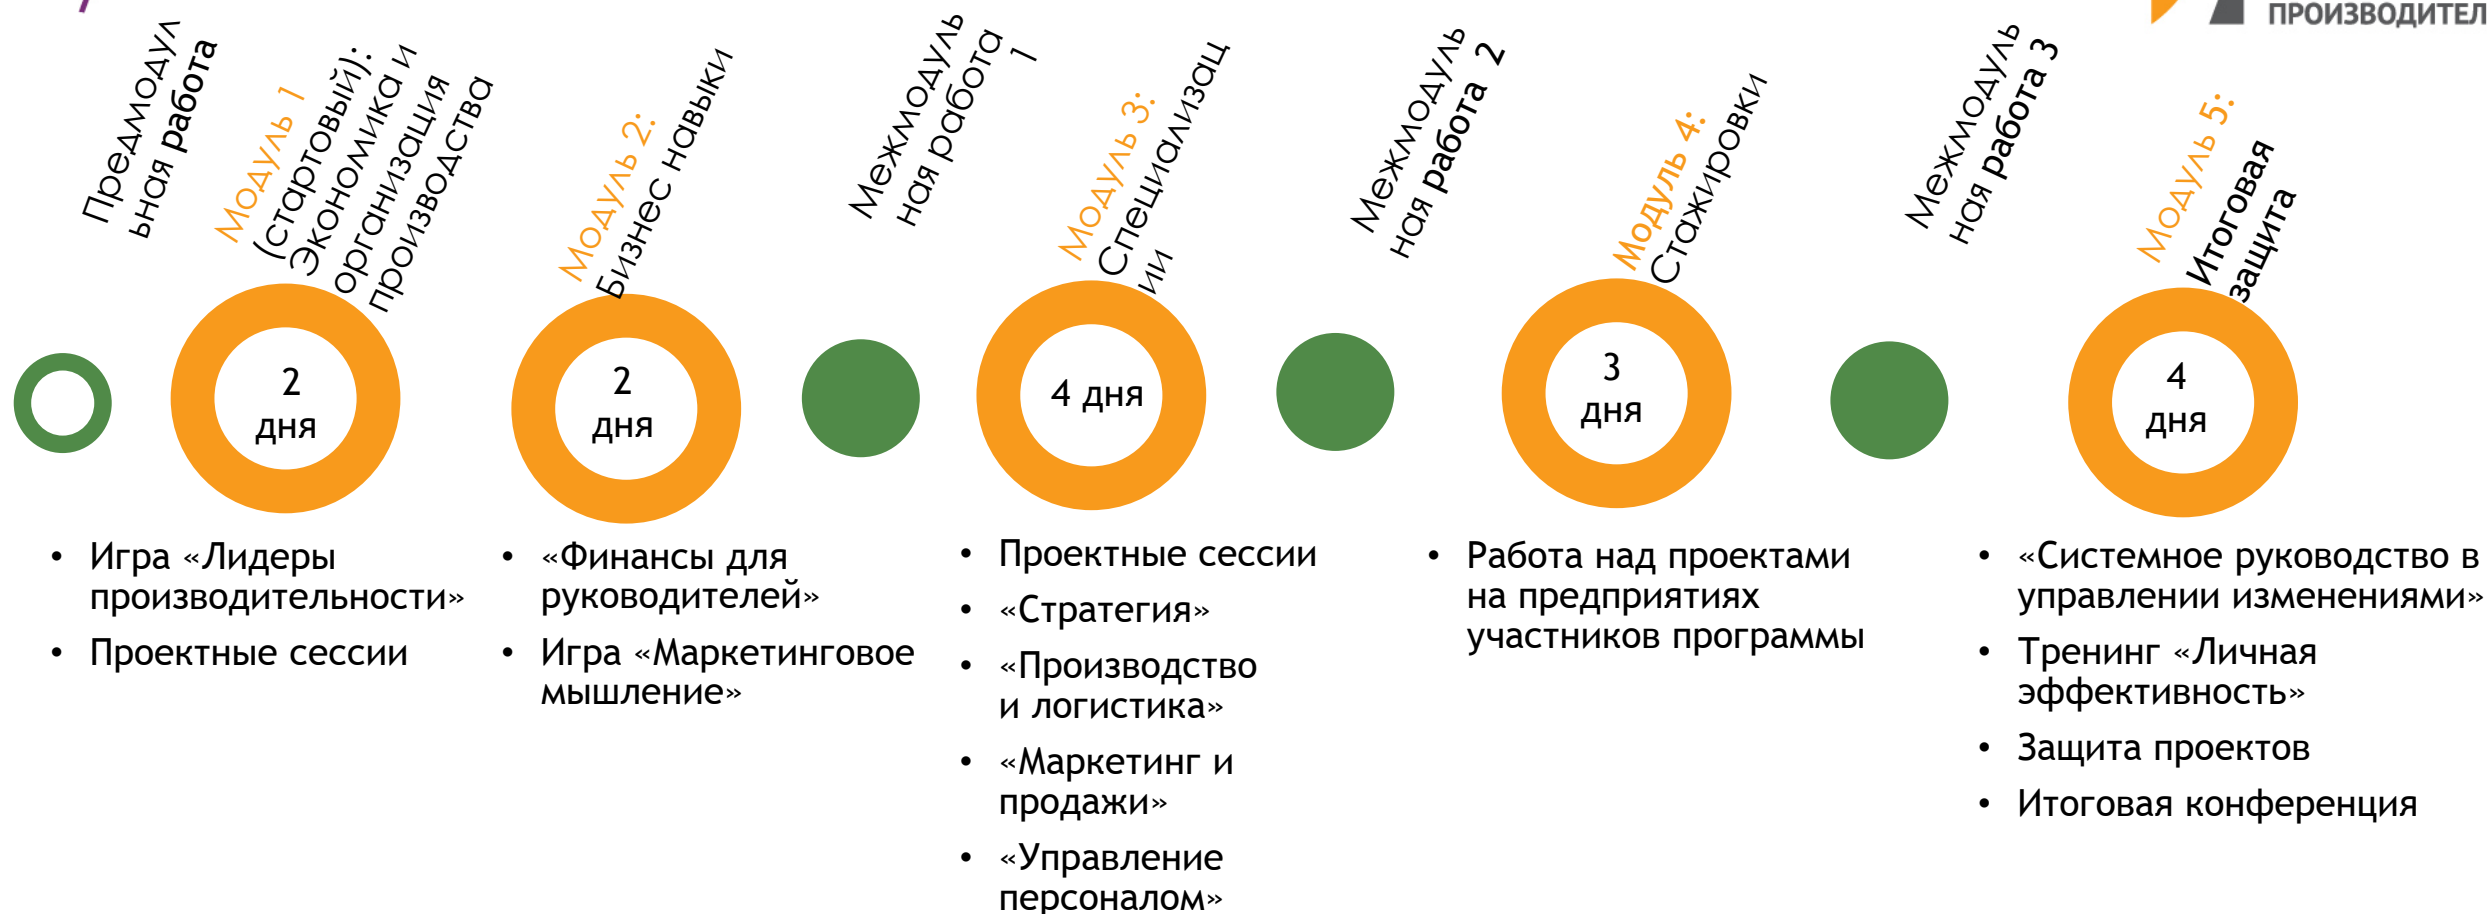 ПРОИЗВОДИТЕЛ
Предмодул
ьная работа
Модуль 1
(стартовый):
Экономика и
организация
производства
Модуль 2:
Бизнес навыки
Межмодуль
ная работа
1
Модуль 3:
Специализац
ии
Межмодуль
ная работа 2
Модуль 4:
Стажировки
Межмодуль
ная работа 3
Модуль 5:
Итоговая
защита
2
дня
2
дня
4 дня
3
дня
4
дня
• Игра «Лидеры
производительности»
• Проектные сессии
• «Финансы для
руководителей»
• Игра «Маркетинговое
мышление»
• Проектные сессии
• «Стратегия»
• «Производство
и логистика»
• «Маркетинг и
продажи»
• «Управление
персоналом»
• Работа над проектами
на предприятиях
участников программы
• «Системное руководство в
управлении изменениями»
• Тренинг «Личная
эффективность»
• Защита проектов
• Итоговая конференция